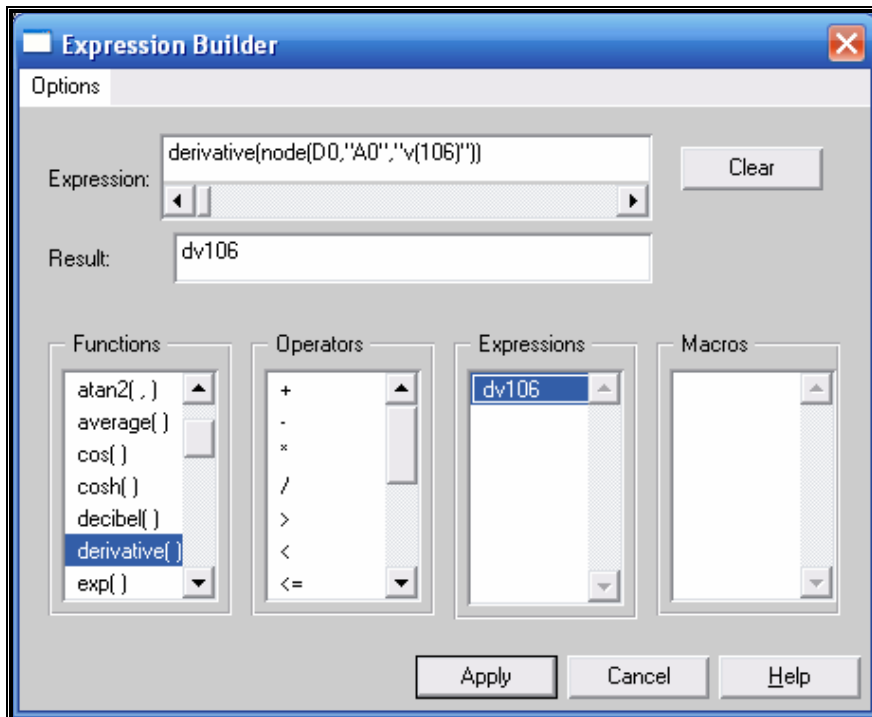 Expression Builder
Options
Expression:
derivative(node(D0,"A0","v(106)"))
Clear
Result:
dv106
Functions
Operators
Expressions
Macros
atan2( , )
average( )
cos( )
cosh( )
decibel( )
derivative( )
exp( )
+
-
*
/
>
<
<=
dv106
Apply
Cancel
Help